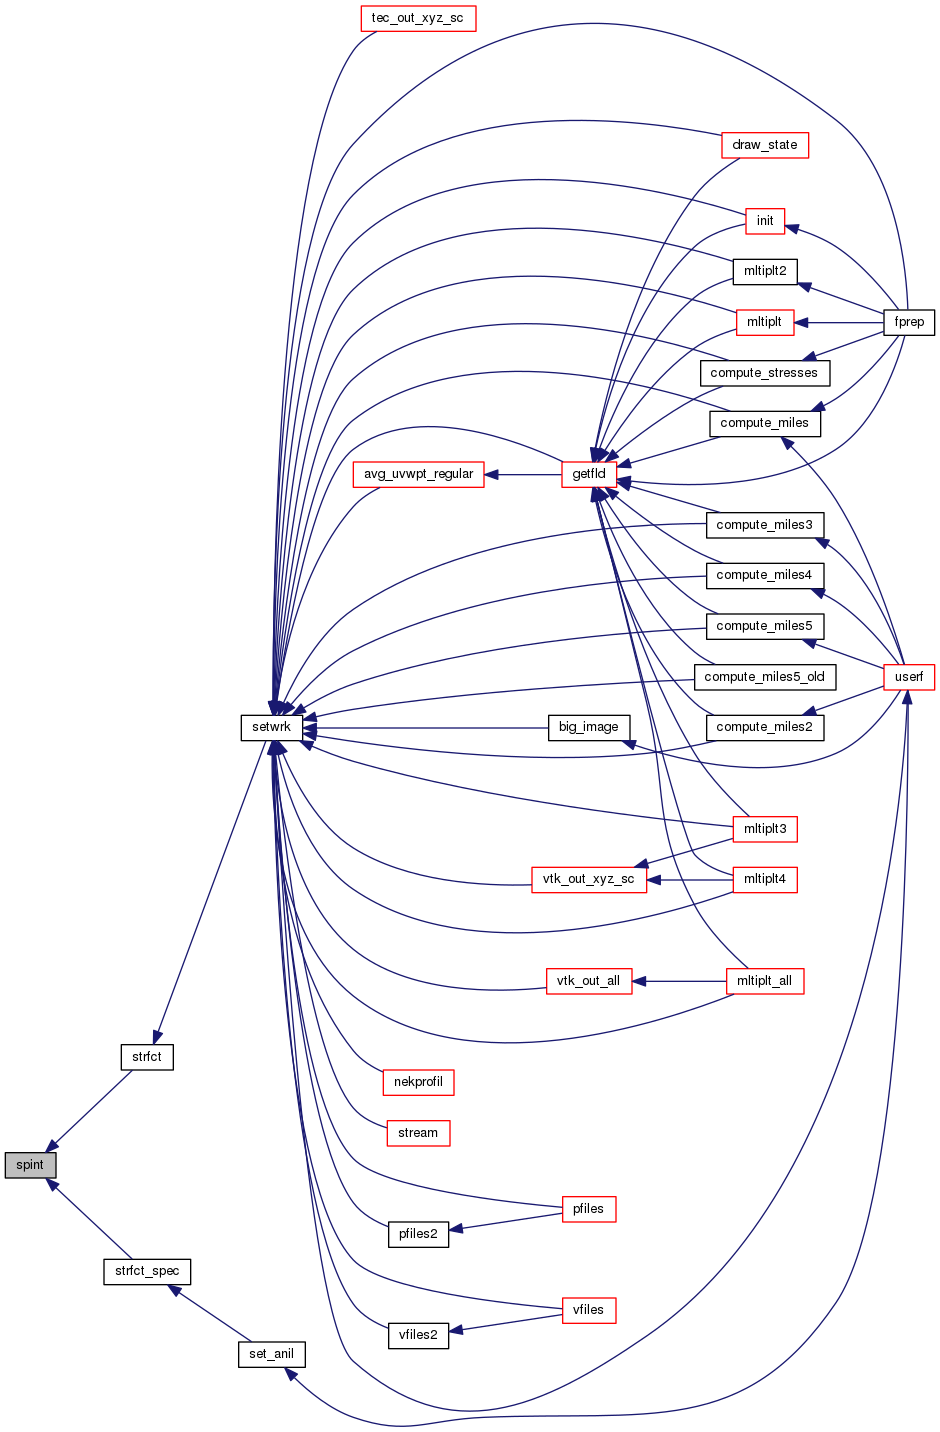 tec_out_xyz_sc
draw_state
init
mltiplt2
mltiplt
fprep
compute_stresses
compute_miles
avg_uvwpt_regular
getfld
compute_miles3
compute_miles4
compute_miles5
compute_miles5_old
userf
setwrk
big_image
compute_miles2
mltiplt3
vtk_out_xyz_sc
mltiplt4
vtk_out_all
mltiplt_all
strfct
nekprofil
stream
spint
pfiles
pfiles2
strfct_spec
vfiles
vfiles2
set_anil